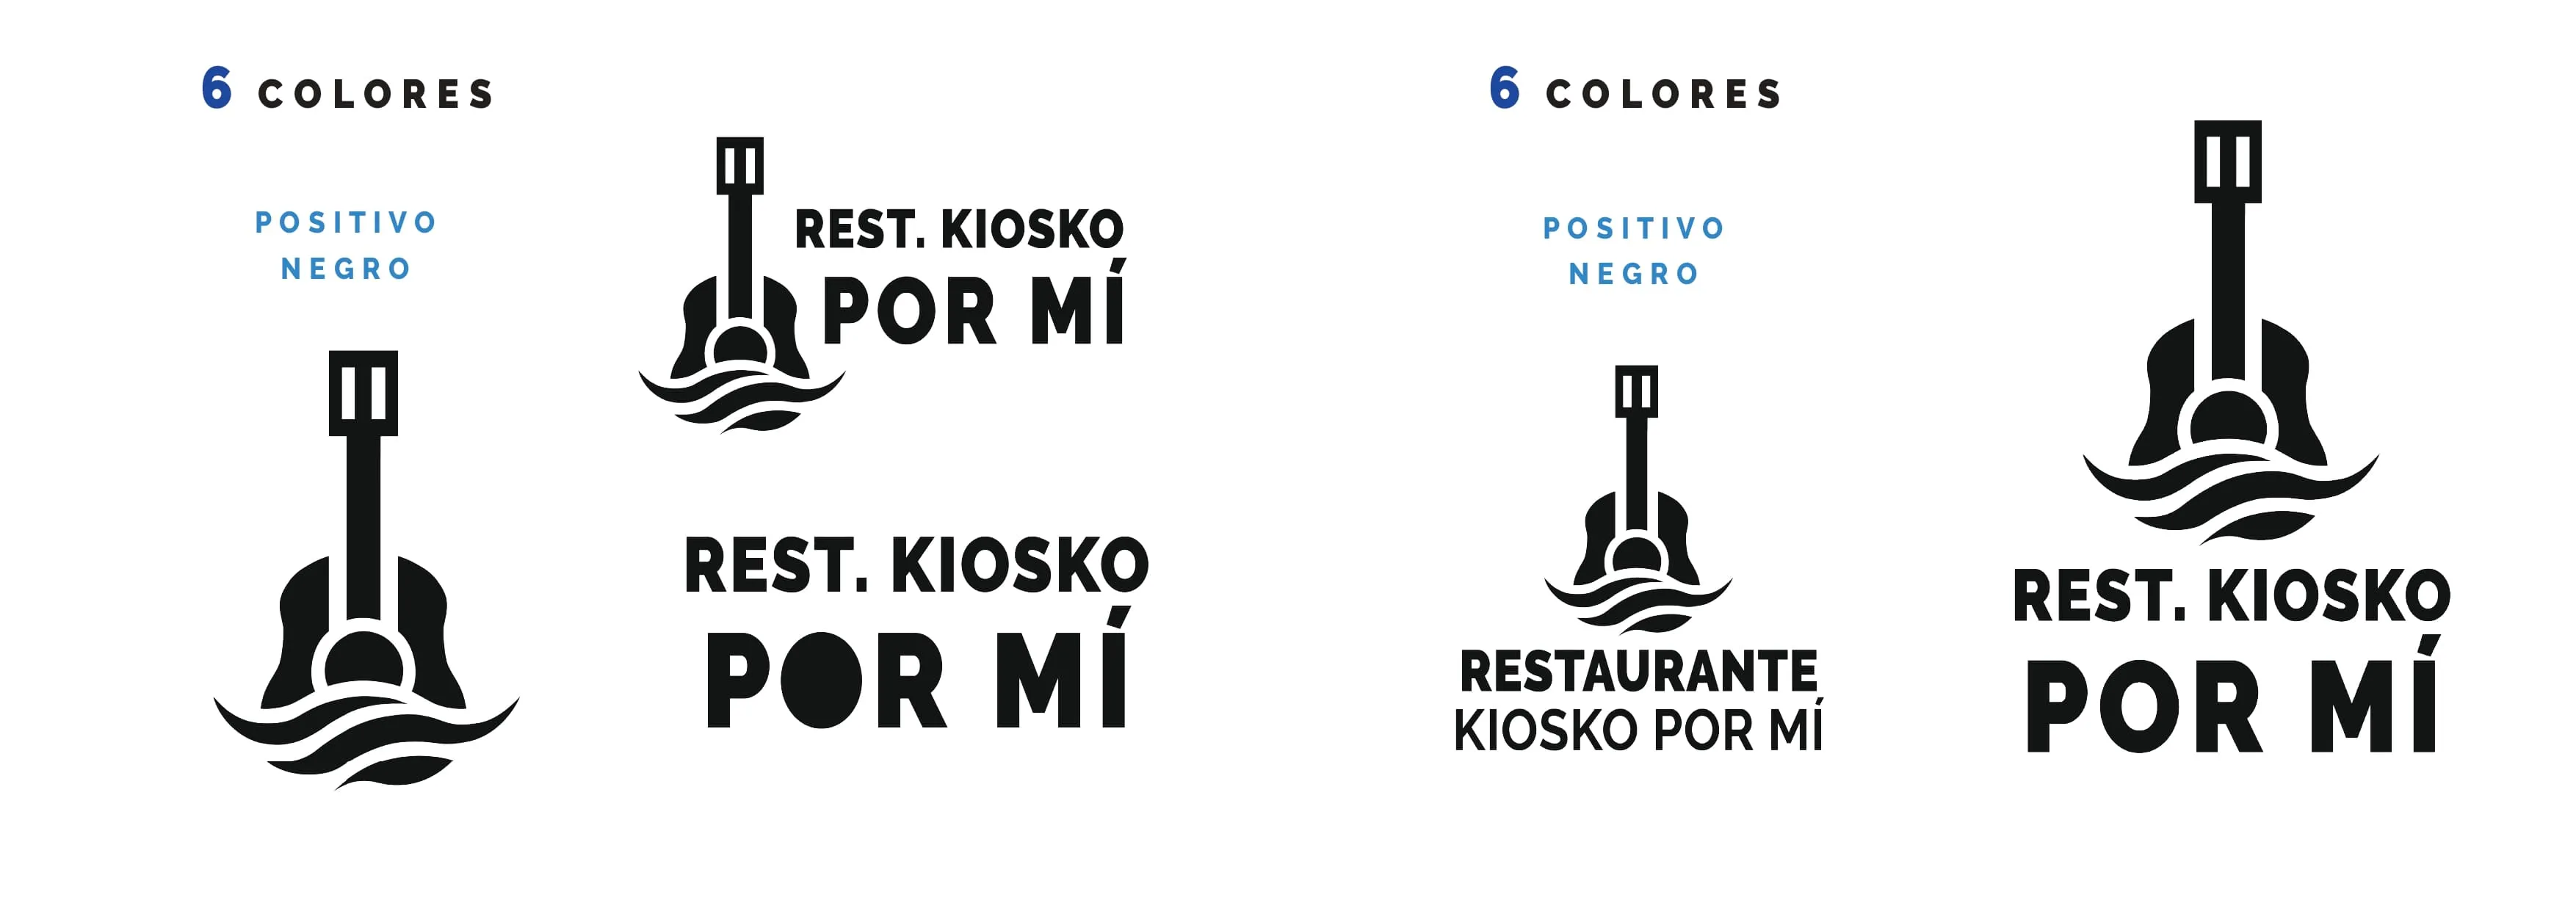 6 COLORES
POSITIVO
NEGRO
REST. KIOSKO
POR MÍ
REST. KIOSKO
POR MÍ
6 COLORES
POSITIVO
NEGRO
RESTAURANTE
KIOSKO POR MÍ
REST. KIOSKO
POR MÍ